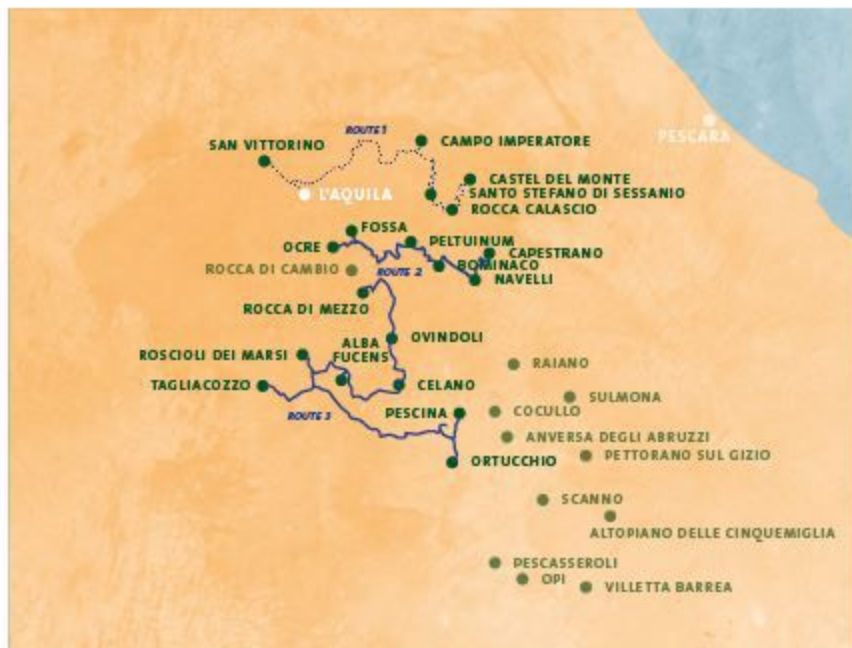 PESCARA
ROUTE 1
SAN VITTORINO
CAMPO IMPERATORE
CASTEL DEL MONTE
L'AQUILA
SANTO STEFANO DI SESSANIO
ROCCA CALASCIO
FOSSA
OCRE
PELTUINUM
CAPESTRANO
ROCCA DI CAMBIO
ROUTE 2
BOMINACO
NAVELLI
ROCCA DI MEZZO
OVINDOLI
ALBA
FUCENS
ROSCIOLI DEI MARSI
RAIANO
TAGLIACOZZO
CELANO
SULMONA
ROUTE 3
PESCINA
COCULLO
ANVERSA DEGLI ABRUZZI
PETTORANO SUL GIZIO
ORTUCCHIO
SCANNO
ALTOPIANO DELLE CINQUEMIGLIA
PESCASSEROLI
OPI
VILLETTA BARREA